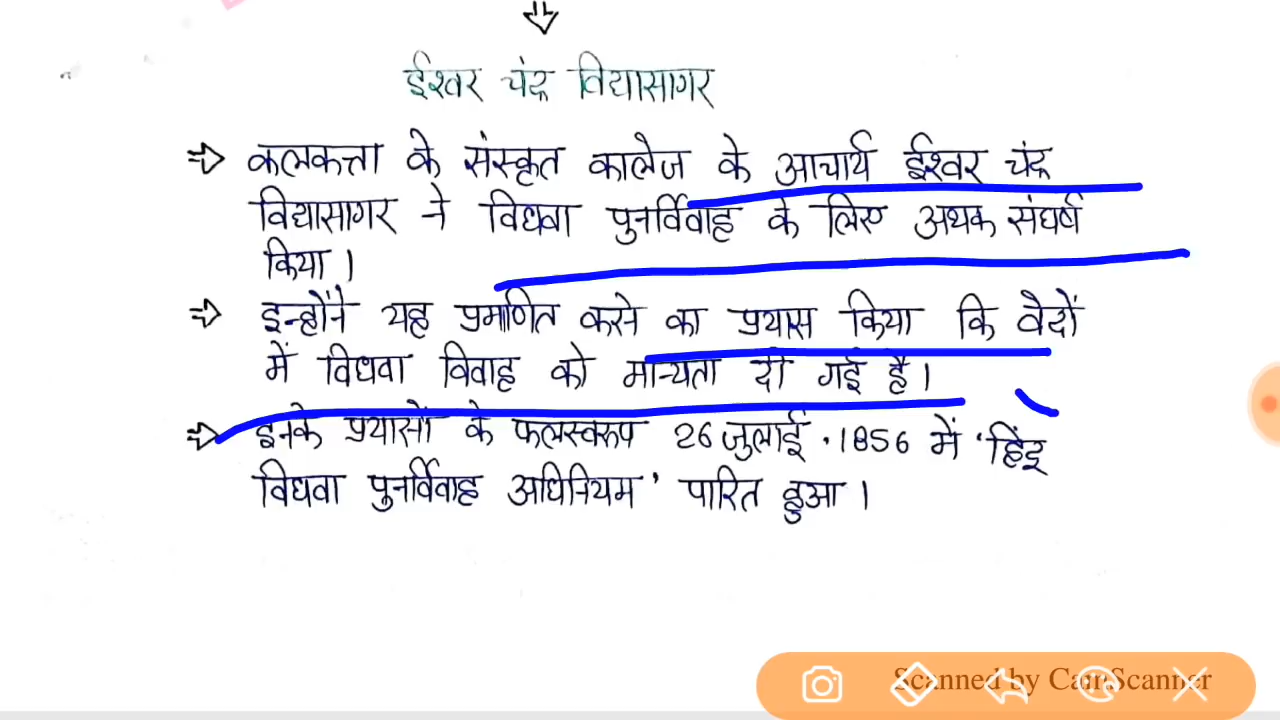 ईश्वर चंद्र विद्यासागर
⇒ कलकत्ता के संस्कृत कालेज के आचार्य ईश्वर चंद्र
विद्यासागर ने विधवा पुनर्विवाह के लिए अथक संघर्ष
किया।
⇒ इन्होंने यह प्रमाणित करने का प्रयास किया कि वेदों
में विधवा विवाह को मान्यता दी गई है।
⇒ इनके प्रयासों के फलस्वरूप 26 जुलाई, 1856 में 'हिंदू
विधवा पुनर्विवाह अधिनियम' पारित हुआ।
Scanned by CamScanner